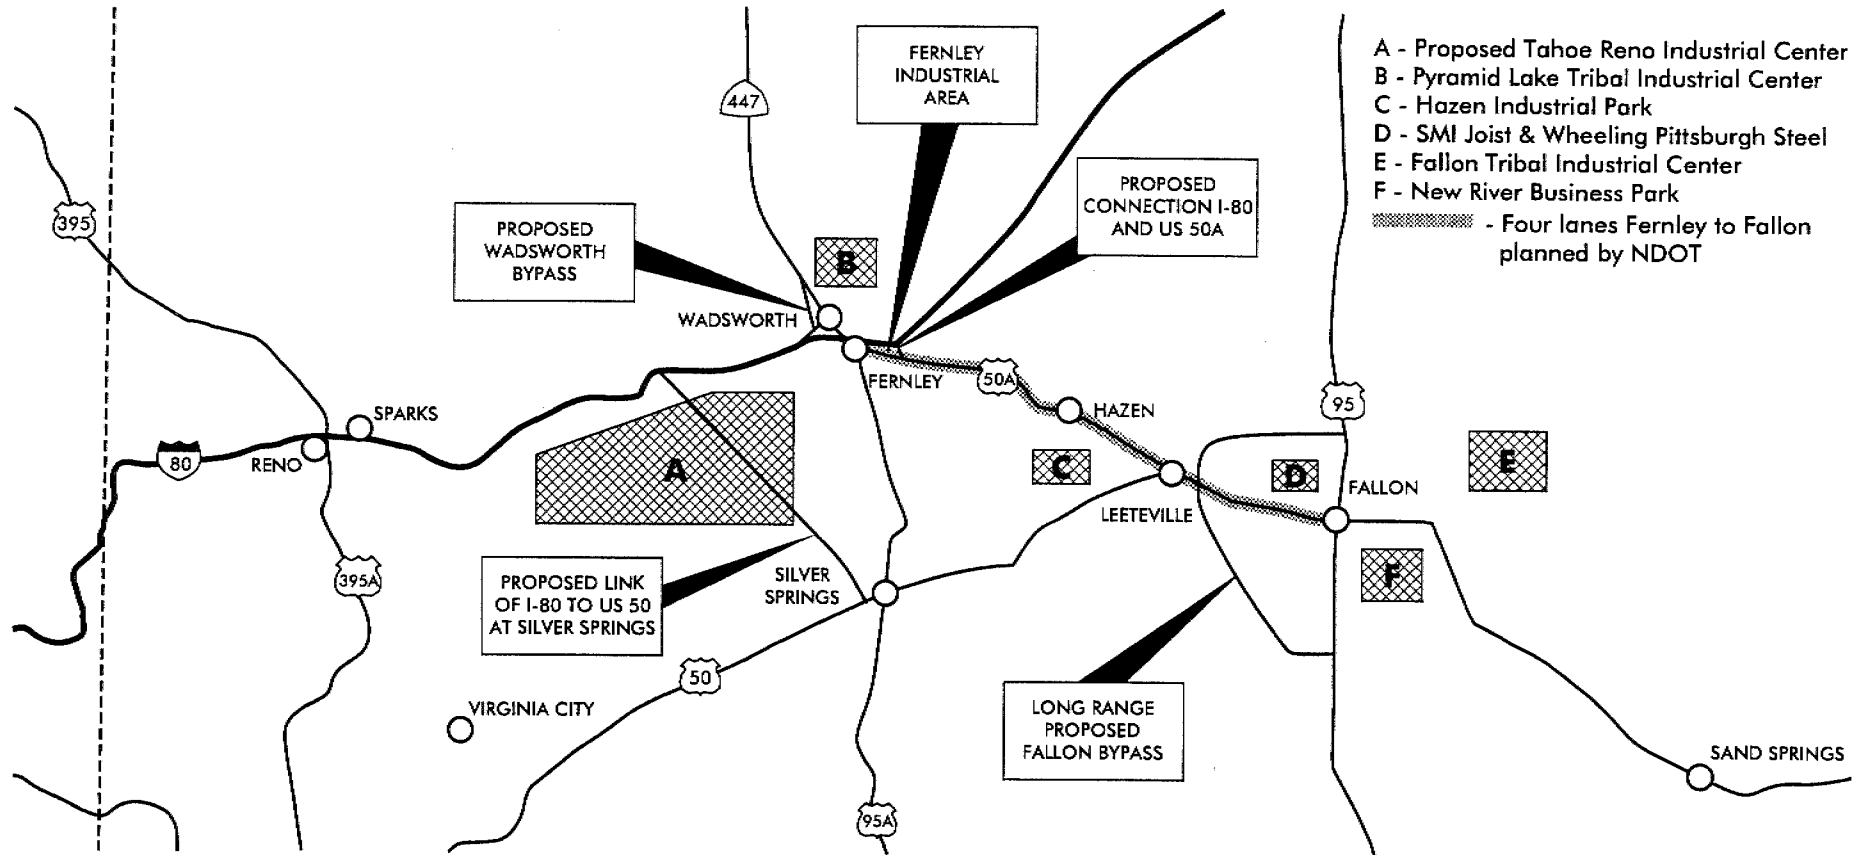 FERNLEY
INDUSTRIAL
AREA
A - Proposed Tahoe Reno Industrial Center
B - Pyramid Lake Tribal Industrial Center
C - Hazen Industrial Park
D - SMI Joist & Wheeling Pittsburgh Steel
E - Fallon Tribal Industrial Center
F - New River Business Park
- Four lanes Fernley to Fallon
planned by NDOT
447
PROPOSED
CONNECTION I-80
AND US 50A
395
PROPOSED
WADSWORTH
BYPASS
B
WADSWORTH
FERNLEY
50A
HAZEN
95
SPARKS
RENO
80
A
C
D
E
FALLON
LEETEVILLE
395A
PROPOSED LINK
OF I-80 TO US 50
AT SILVER SPRINGS
SILVER
SPRINGS
F
50
VIRGINIA CITY
LONG RANGE
PROPOSED
FALLON BYPASS
SAND SPRINGS
95A